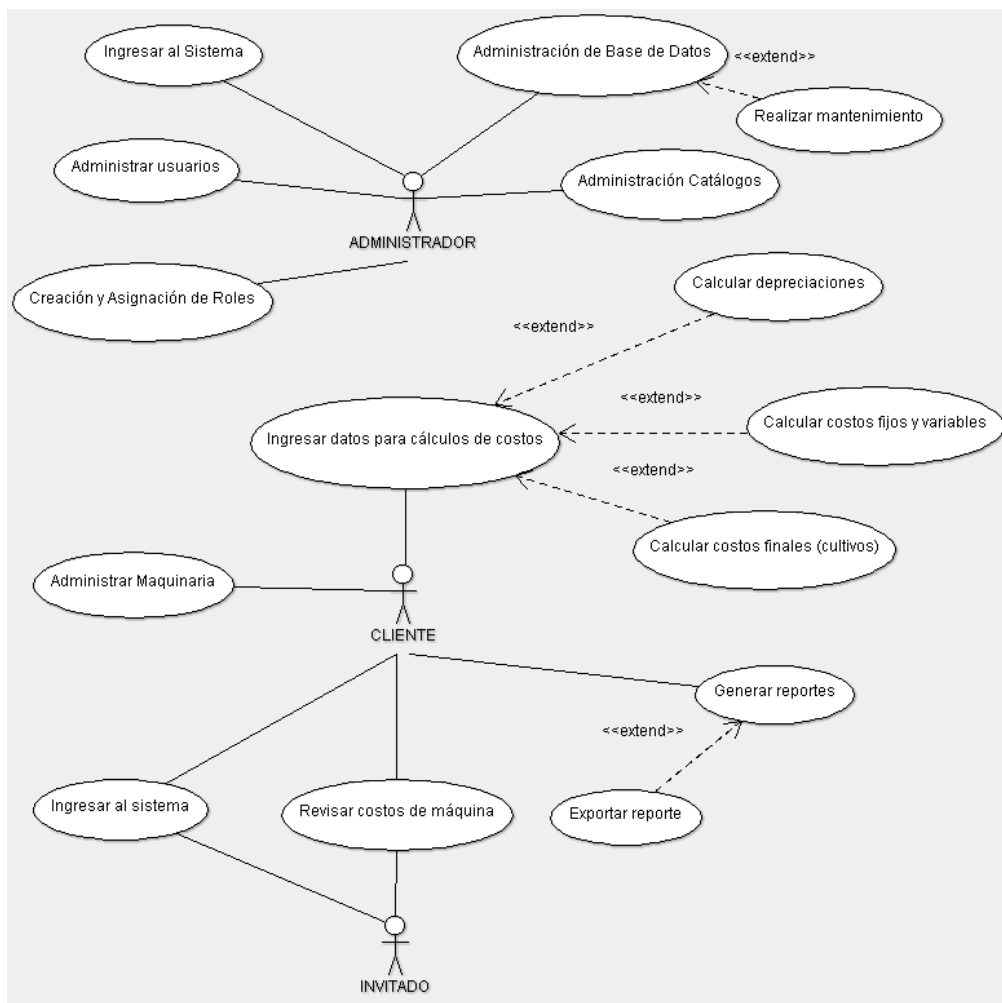 Ingresar al Sistema
Administración de Base de Datos
<<extend>>
Realizar mantenimiento
Administrar usuarios
Administración Catálogos
ADMINISTRADOR
Creación y Asignación de Roles
Calcular depreciaciones
<<extend>>
<<extend>>
Calcular costos fijos y variables
Ingresar datos para cálculos de costos
<<extend>>
Calcular costos finales (cultivos)
Administrar Maquinaria
CLIENTE
Generar reportes
<<extend>>
Ingresar al sistema
Revisar costos de máquina
Exportar reporte
INVITADO